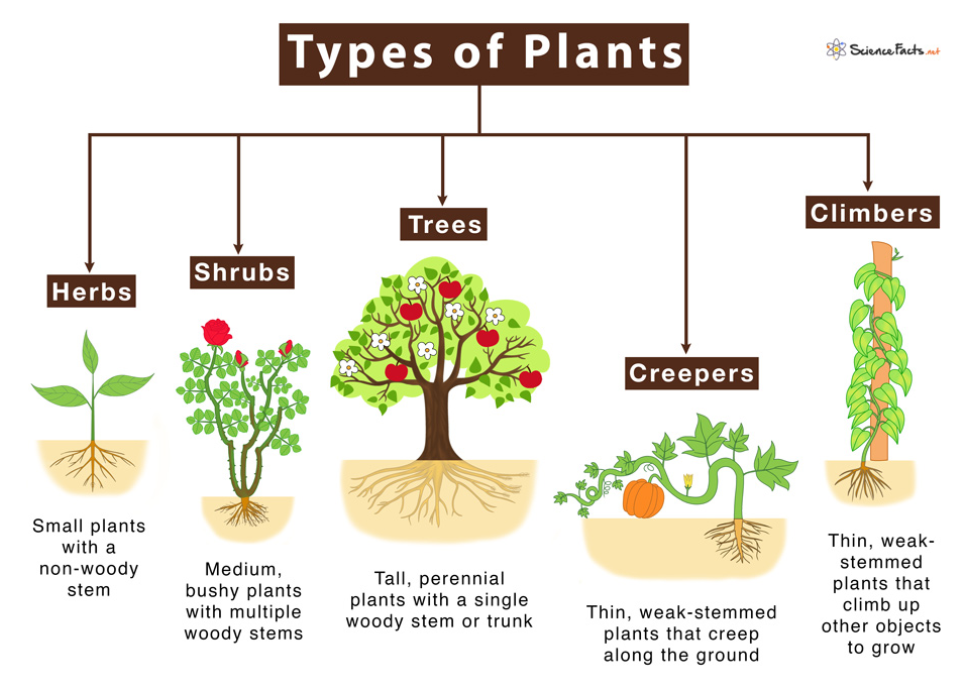 Types of Plants
ScienceFacts.net
Herbs
Small plants
with a
non-woody
stem
Shrubs
Medium,
bushy plants
with multiple
woody stems
Trees
Tall, perennial
plants with a single
woody stem or trunk
Creepers
Thin, weak-stemmed
plants that creep
along the ground
Climbers
Thin, weak-
stemmed
plants that
climb up
other objects
to grow